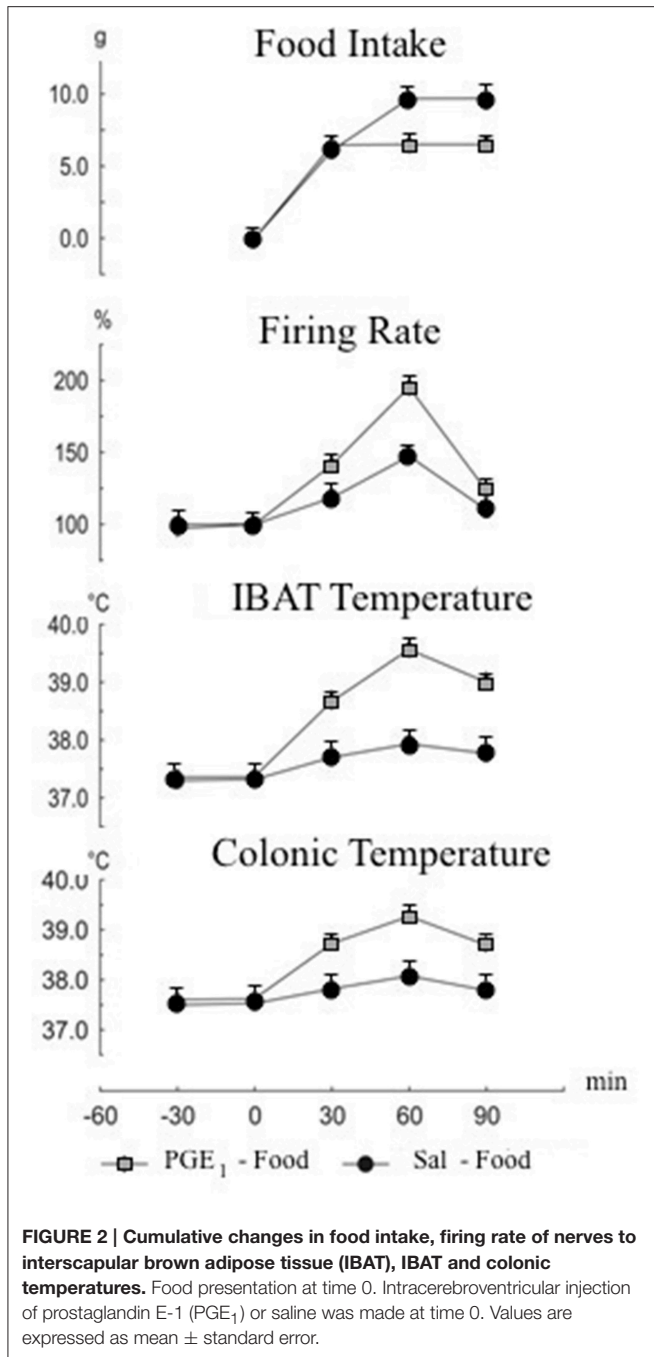 g
Food Intake
10.0
5.0
0.0
%
Firing Rate
200
150
100
°C
IBAT Temperature
40.0
39.0
38.0
37.0
°C
Colonic Temperature
40.0
39.0
38.0
37.0
min
-60 -30 0 30 60 90
PGE₁ - Food Sal - Food
FIGURE 2 | Cumulative changes in food intake, firing rate of nerves to
interscapular brown adipose tissue (IBAT), IBAT and colonic
temperatures. Food presentation at time 0. Intracerebroventricular injection
of prostaglandin E-1 (PGE₁) or saline was made at time 0. Values are
expressed as mean ± standard error.